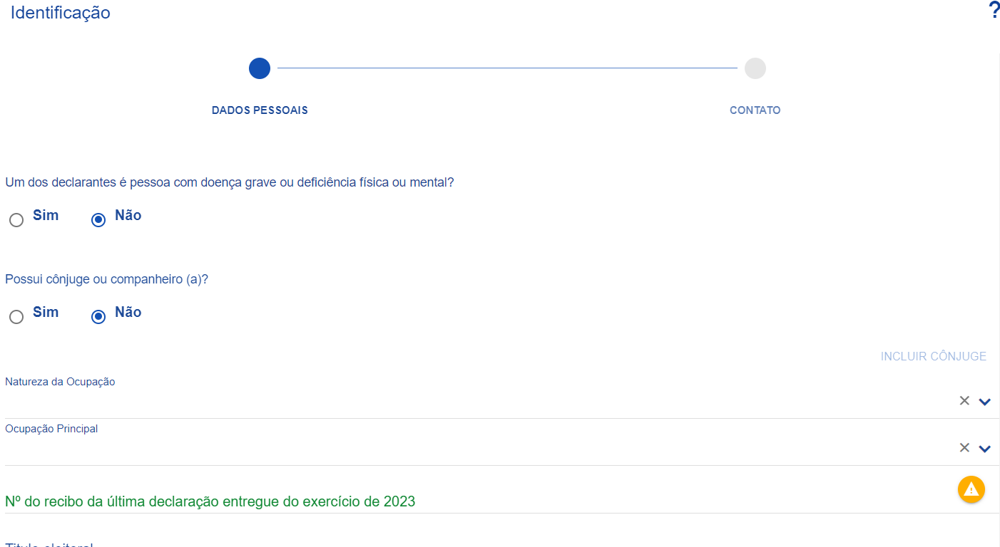 Identificação
?
DADOS PESSOAIS
CONTATO
Um dos declarantes é pessoa com doença grave ou deficiência física ou mental?
Sim Não
Possui cônjuge ou companheiro (a)?
Sim Não
INCLUIR CÔNJUGE
Natureza da Ocupação
Ocupação Principal
Nº do recibo da última declaração entregue do exercício de 2023
Titulo eleitoral